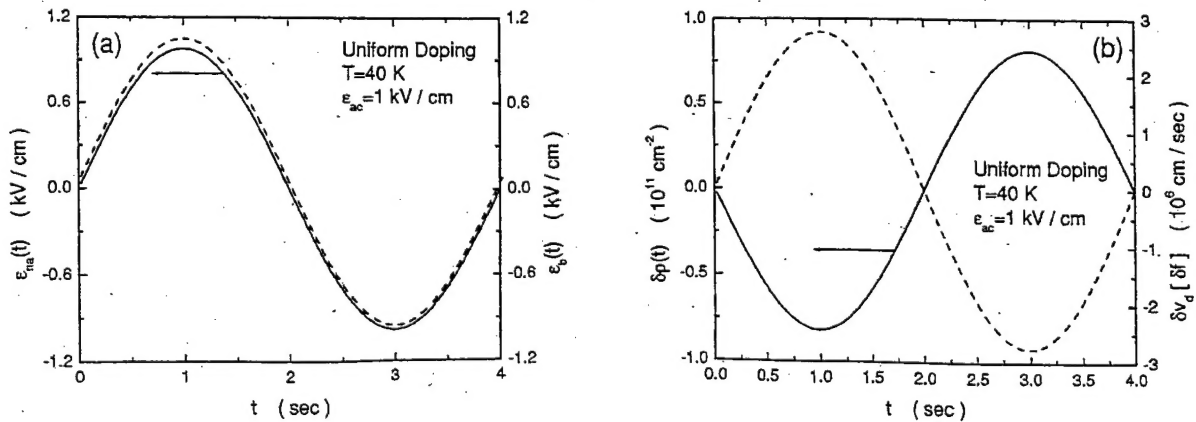 (a)
Uniform Doping
T=40 K
ε_ac=1 kV / cm
ε_na(t) (kV / cm)
1.2
0.6
0.0
-0.6
-1.2
ε_b(t) (kV / cm)
1.2
0.6
0.0
-0.6
-1.2
0 1 2 3 4
t (sec)
(b)
Uniform Doping
T=40 K
ε_ac=1 kV / cm
δρ(t) (10^11 cm^-2)
1.0
0.5
0.0
-0.5
-1.0
δv_d [ δf ] (10^6 cm / sec)
3
2
1
0
-1
-2
-3
0.0 0.5 1.0 1.5 2.0 2.5 3.0 3.5 4.0
t (sec)